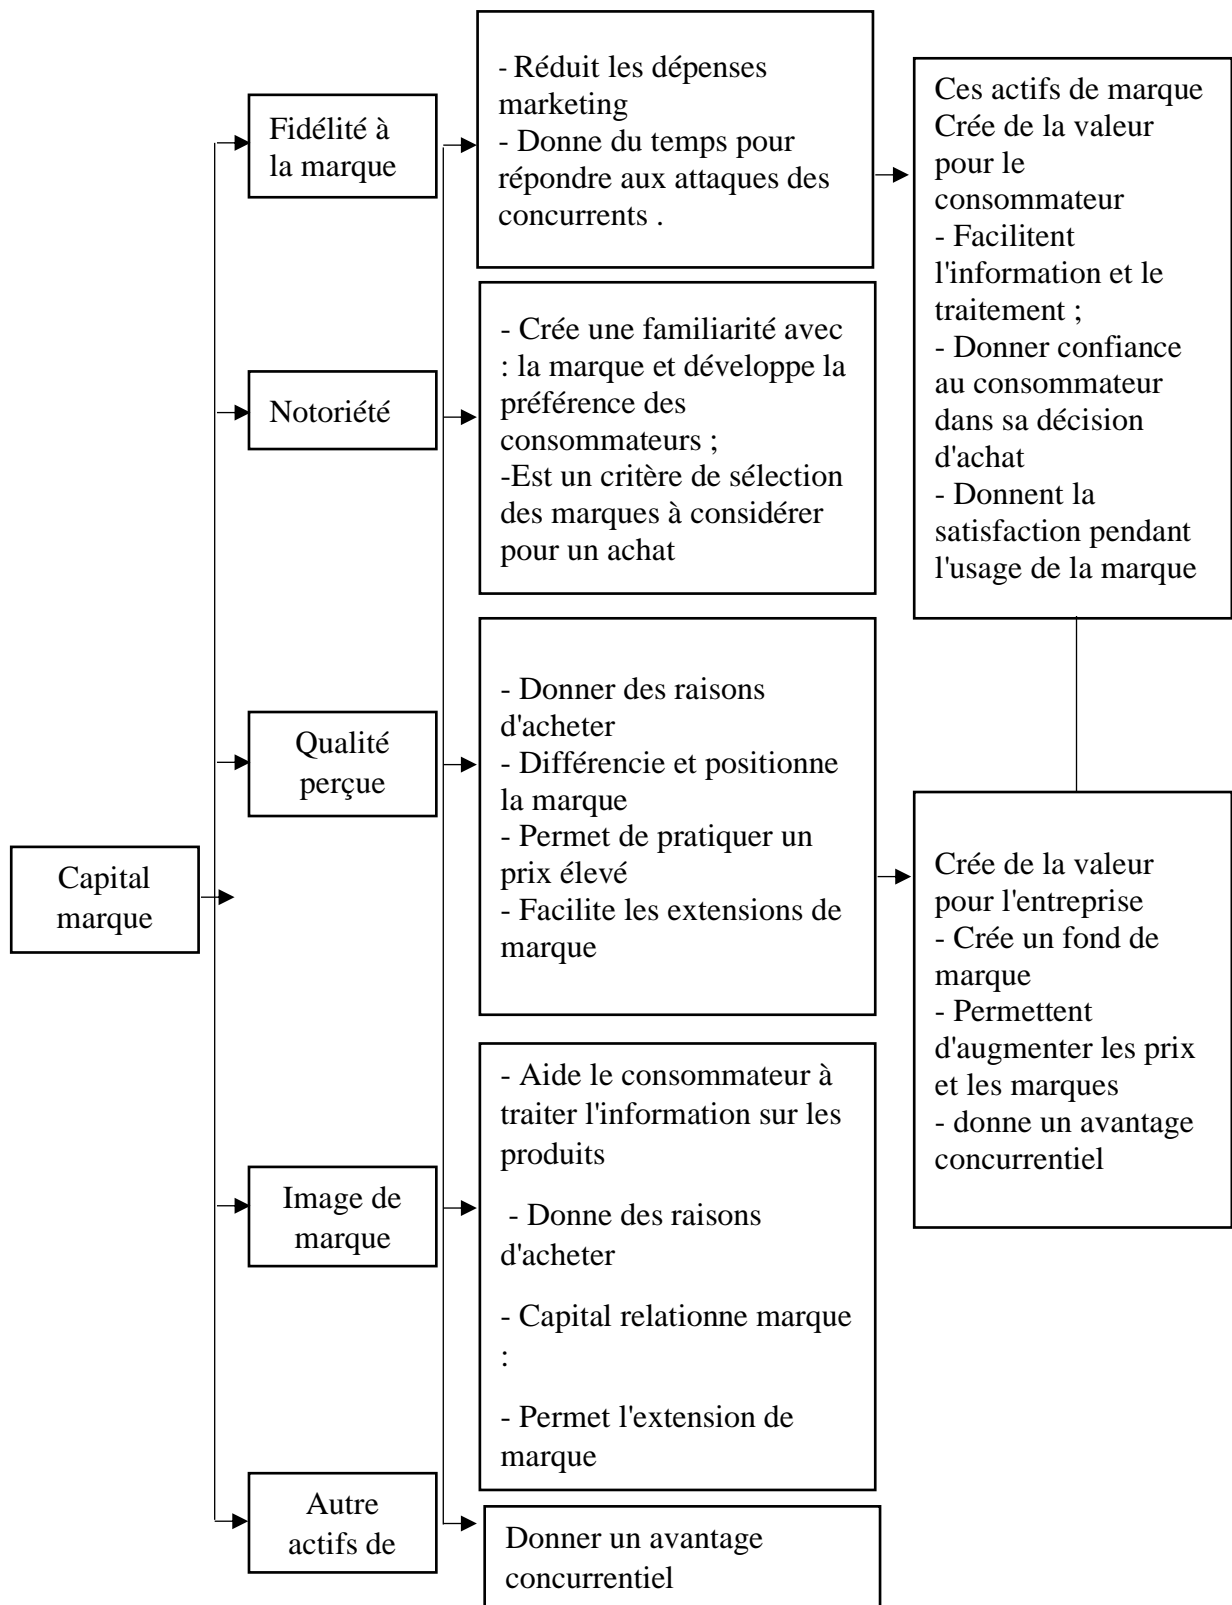 Capital
marque
Fidélité à
la marque
Notoriété
Qualité
perçue
Image de
marque
Autre
actifs de
- Réduit les dépenses
marketing
- Donne du temps pour
répondre aux attaques des
concurrents .
- Crée une familiarité avec
: la marque et développe la
préférence des
consommateurs ;
-Est un critère de sélection
des marques à considérer
pour un achat
- Donner des raisons
d'acheter
- Différencie et positionne
la marque
- Permet de pratiquer un
prix élevé
- Facilite les extensions de
marque
- Aide le consommateur à
traiter l'information sur les
produits
- Donne des raisons
d'acheter
- Capital relationne marque
:
- Permet l'extension de
marque
Donner un avantage
concurrentiel
Ces actifs de marque
Crée de la valeur
pour le
consommateur
- Facilitent
l'information et le
traitement ;
- Donner confiance
au consommateur
dans sa décision
d'achat
- Donnent la
satisfaction pendant
l'usage de la marque
Crée de la valeur
pour l'entreprise
- Crée un fond de
marque
- Permettent
d'augmenter les prix
et les marques
- donne un avantage
concurrentiel